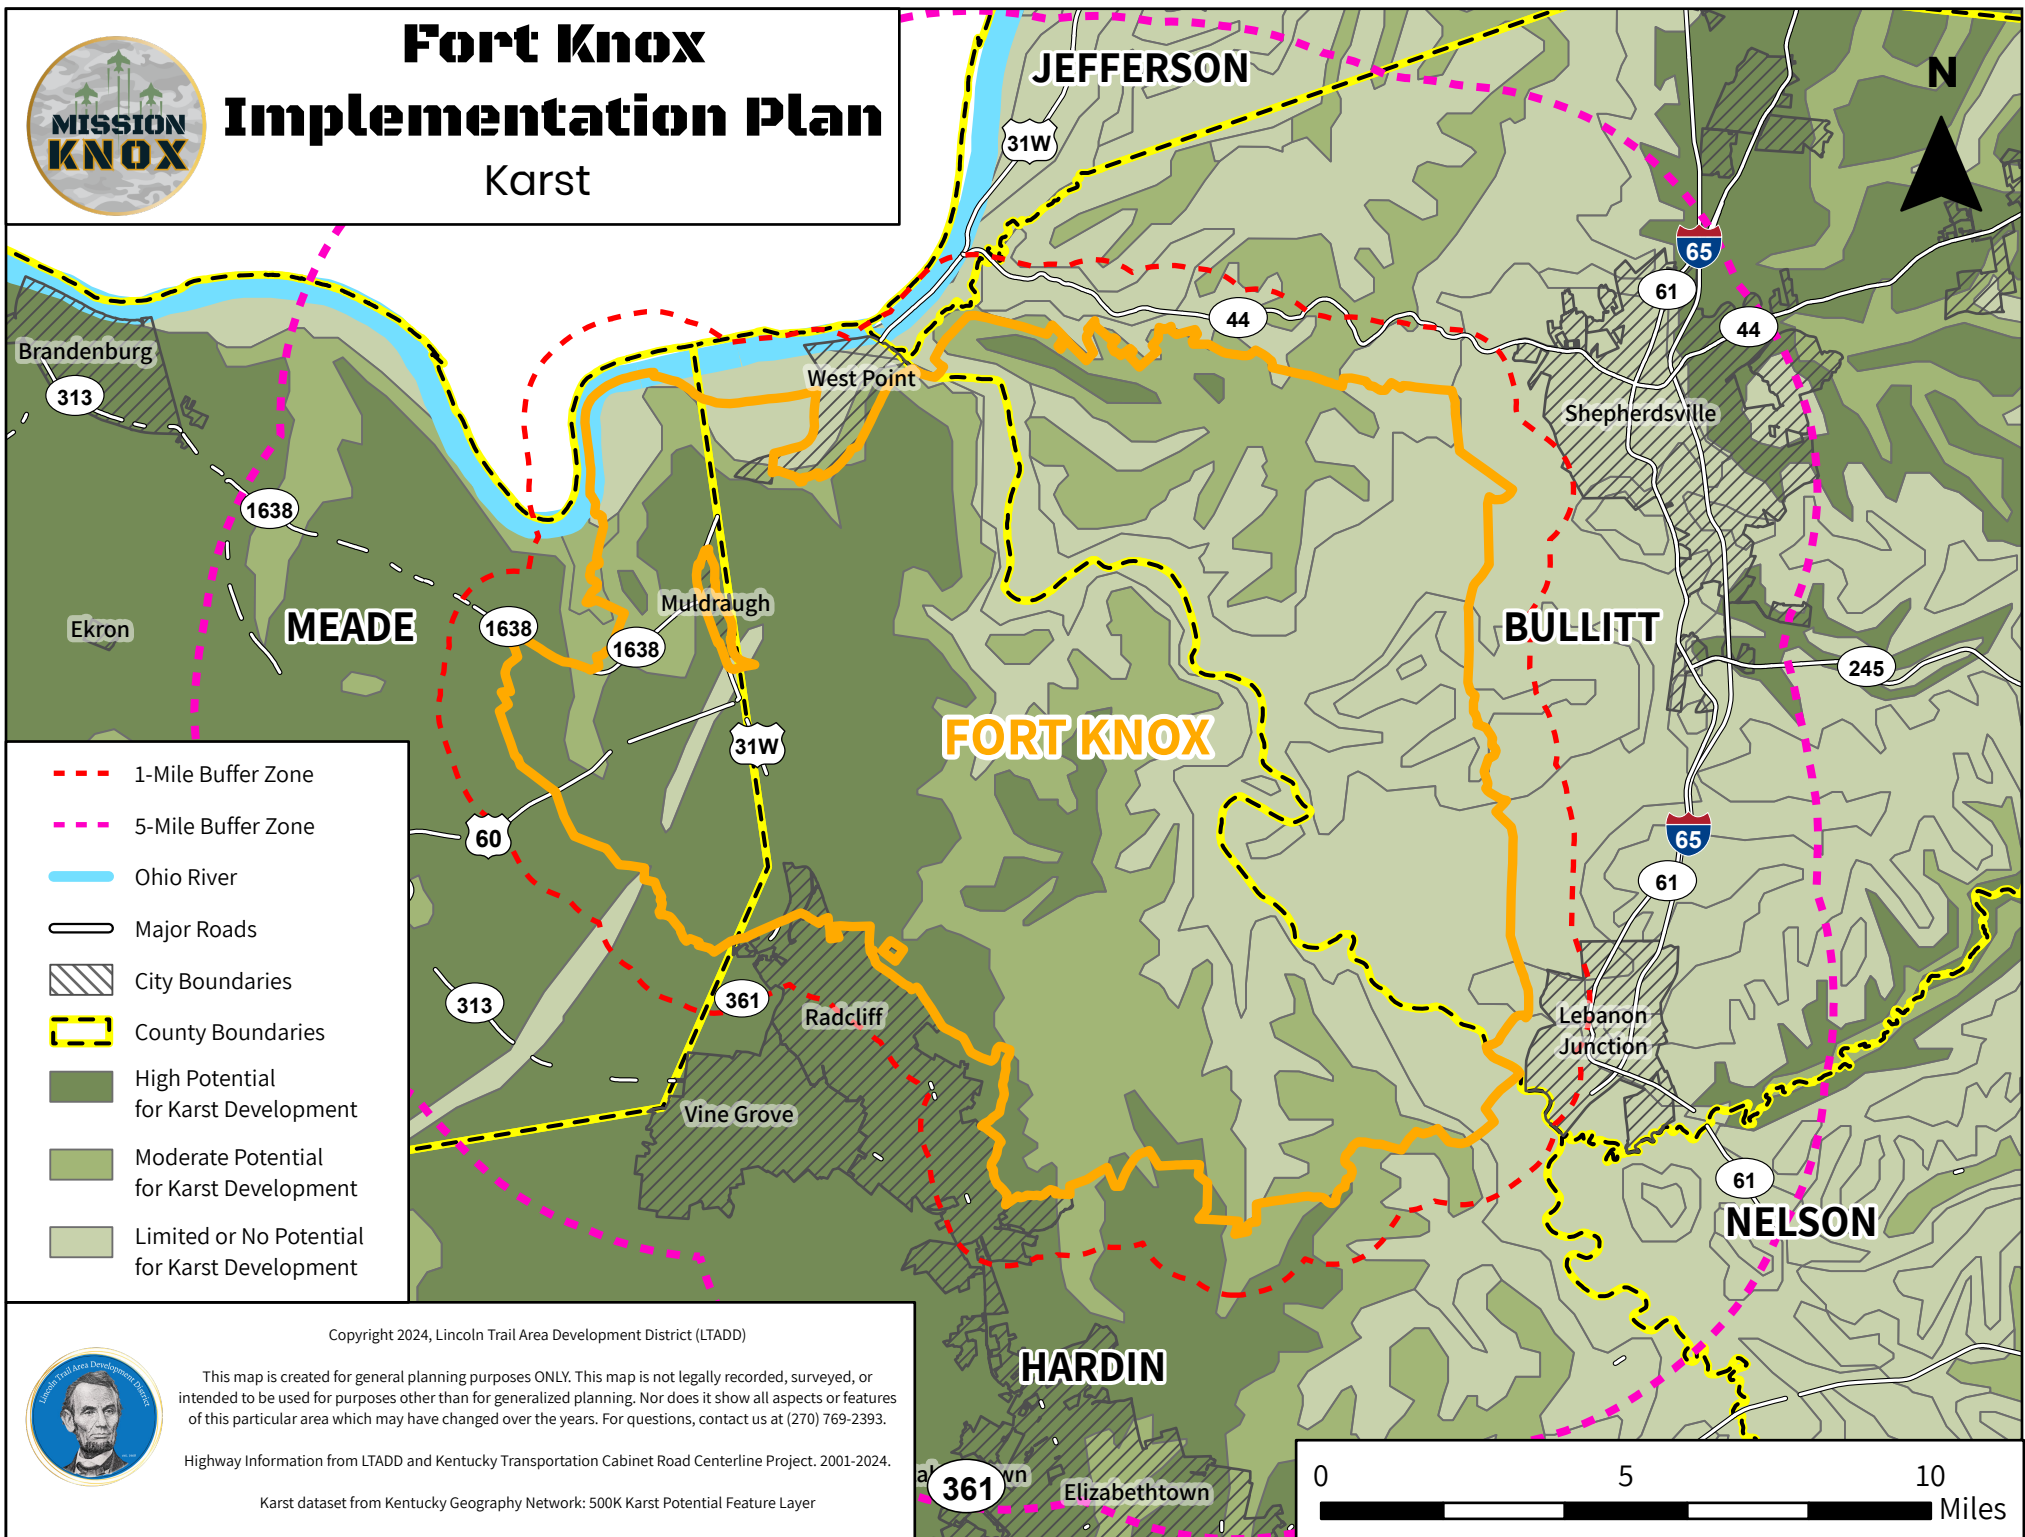 Fort Knox
Implementation Plan
Karst
MISSION
KNOX
JEFFERSON
N
31W
65
61
44
44
Brandenburg
313
West Point
Shepherdsville
1638
Ekron
MEADE
1638
Muldraugh
1638
BULLITT
245
FORT KNOX
31W
60
65
61
313
361
Radcliff
Lebanon
Junction
Vine Grove
61
NELSON
HARDIN
361
Elizabethtown
1-Mile Buffer Zone
5-Mile Buffer Zone
Ohio River
Major Roads
City Boundaries
County Boundaries
High Potential
for Karst Development
Moderate Potential
for Karst Development
Limited or No Potential
for Karst Development
Lincoln Trail Area Development District
Copyright 2024, Lincoln Trail Area Development District (LTADD)
This map is created for general planning purposes ONLY. This map is not legally recorded, surveyed, or
intended to be used for purposes other than for generalized planning. Nor does it show all aspects or features
of this particular area which may have changed over the years. For questions, contact us at (270) 769-2393.
Highway Information from LTADD and Kentucky Transportation Cabinet Road Centerline Project. 2001-2024.
Karst dataset from Kentucky Geography Network: 500K Karst Potential Feature Layer
0 5 10
Miles